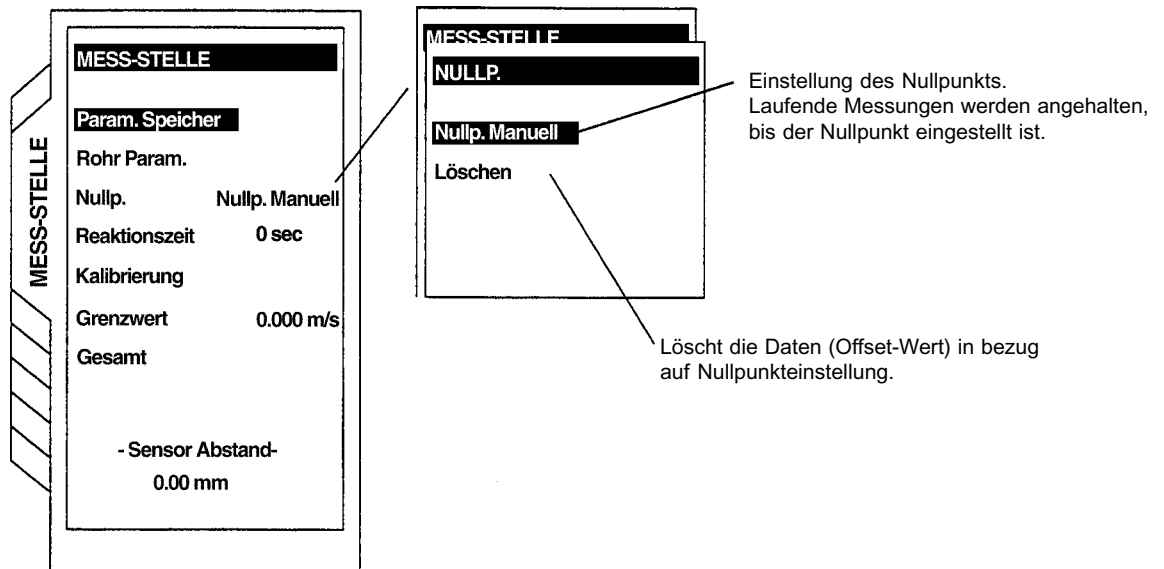 MESS-STELLE
MESS-STELLE
Param. Speicher
Rohr Param.
Nullp. Nullp. Manuell
Reaktionszeit 0 sec
Kalibrierung
Grenzwert 0.000 m/s
Gesamt
- Sensor Abstand-
0.00 mm
MESS-STELLE
NULLP.
Nullp. Manuell
Löschen
Einstellung des Nullpunkts.
Laufende Messungen werden angehalten,
bis der Nullpunkt eingestellt ist.
Löscht die Daten (Offset-Wert) in bezug
auf Nullpunkteinstellung.